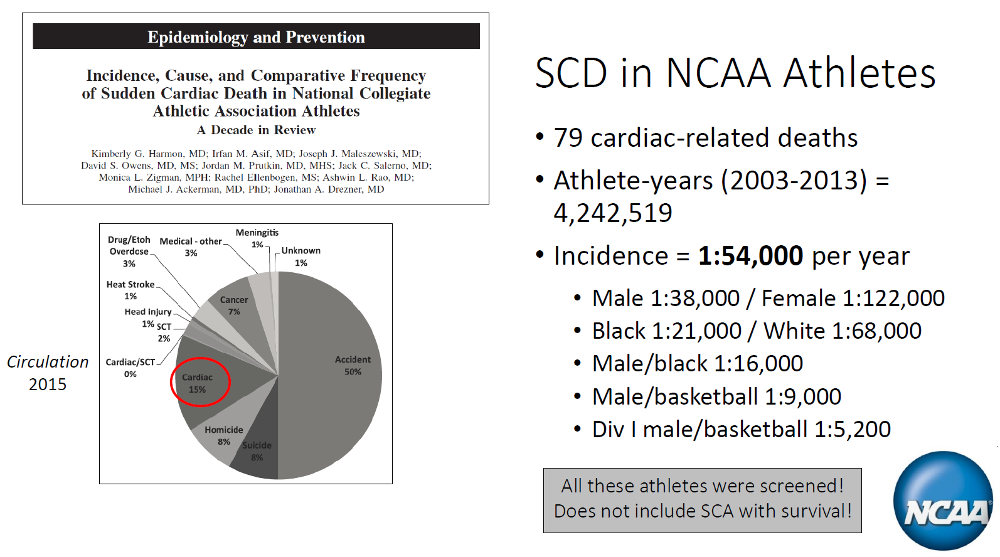 Epidemiology and Prevention
Incidence, Cause, and Comparative Frequency
of Sudden Cardiac Death in National Collegiate
Athletic Association Athletes
A Decade in Review
Kimberly G. Harmon, MD; Irfan M. Asif, MD; Joseph J. Maleszewski, MD;
David S. Owens, MD, MS; Jordan M. Prutkin, MD, MHS; Jack C. Salerno, MD;
Monica L. Zigman, MPH; Rachel Ellenbogen, MS; Ashwin L. Rao, MD;
Michael J. Ackerman, MD, PhD; Jonathan A. Drezner, MD
Drug/Etoh
Overdose
3%
Medical - other
3%
Meningitis
1%
Unknown
1%
Heat Stroke
1%
Head injury
1%
SCT
2%
Cardiac/SCT
0%
Cancer
7%
Accident
50%
Cardiac
15%
Homicide
8%
Suicide
8%
Circulation
2015
SCD in NCAA Athletes
• 79 cardiac-related deaths
• Athlete-years (2003-2013) =
4,242,519
• Incidence = 1:54,000 per year
• Male 1:38,000 / Female 1:122,000
• Black 1:21,000 / White 1:68,000
• Male/black 1:16,000
• Male/basketball 1:9,000
• Div I male/basketball 1:5,200
All these athletes were screened!
Does not include SCA with survival!
NCAA